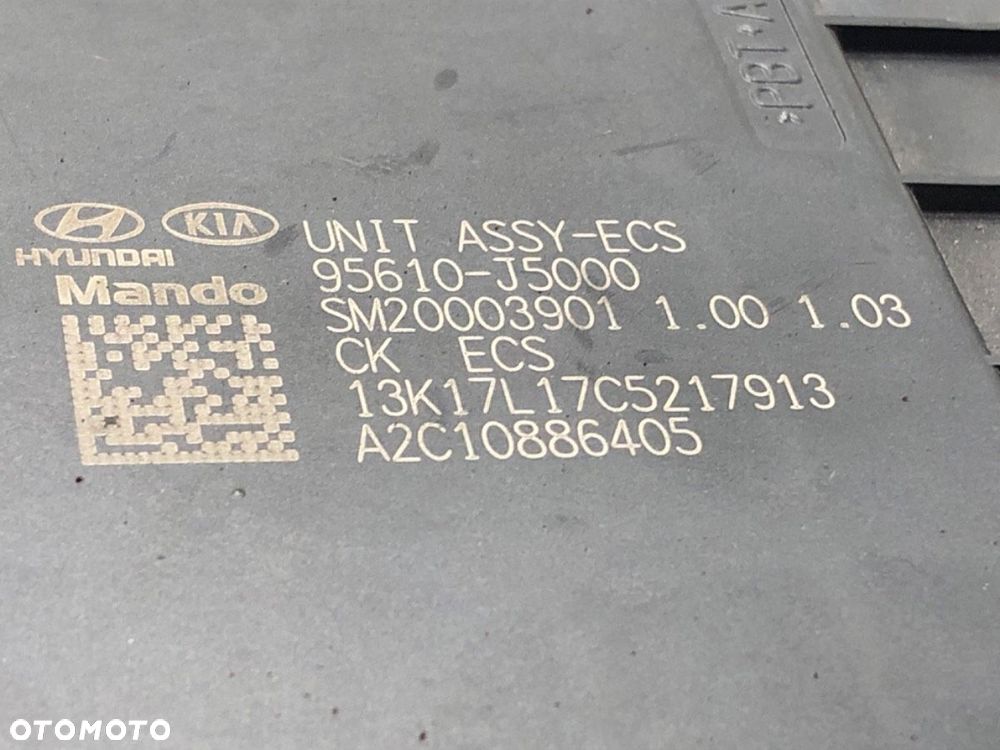 *PBT*
HYUNDAI KIA UNIT ASSY-ECS
Mando 95610-J5000
SM20003901 1.00 1.03
CK ECS
13K17L17C5217913
A2C10886405
OTOMOTO